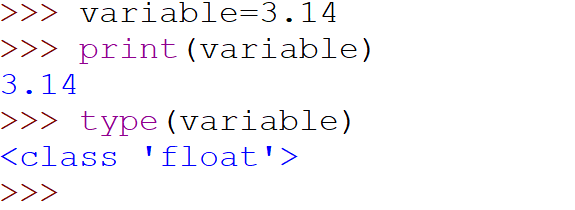 >>> variable=3.14
>>> print(variable)
3.14
>>> type(variable)
<class 'float'>
>>>